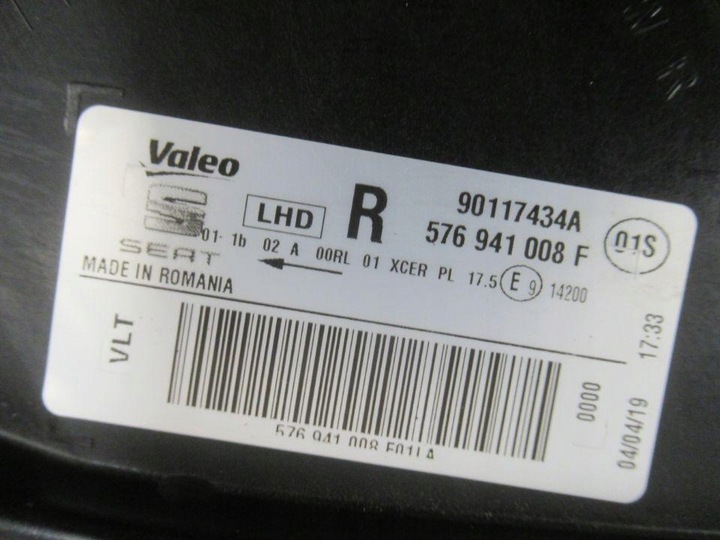 Valeo
SEAT
LHD
R
90117434A
576 941 008 F
01S
01- 1b 02 A 00RL 01 XCER PL 17.5 E 9 14200
MADE IN ROMANIA
VLT
576 941 008 F01LA
0000
04/04/19 17:33